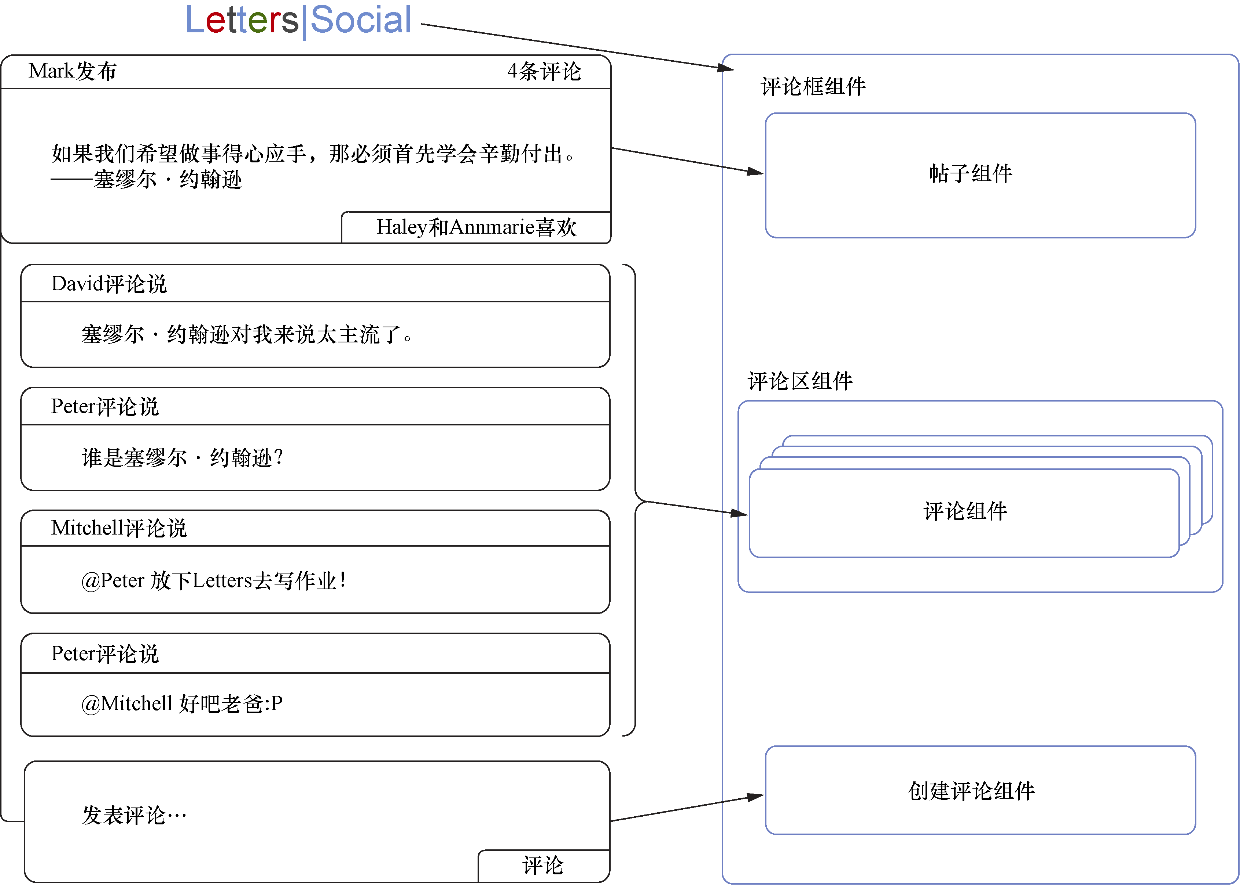 Letters|Social
Mark发布
4条评论
如果我们希望做事得心应手，那必须首先学会辛勤付出。
——塞缪尔·约翰逊
Haley和Annmarie喜欢
David评论说
塞缪尔·约翰逊对我来说太主流了。
Peter评论说
谁是塞缪尔·约翰逊？
Mitchell评论说
@Peter 放下Letters去写作业！
Peter评论说
@Mitchell 好吧老爸:P
发表评论…
评论
评论框组件
帖子组件
评论区组件
评论组件
创建评论组件